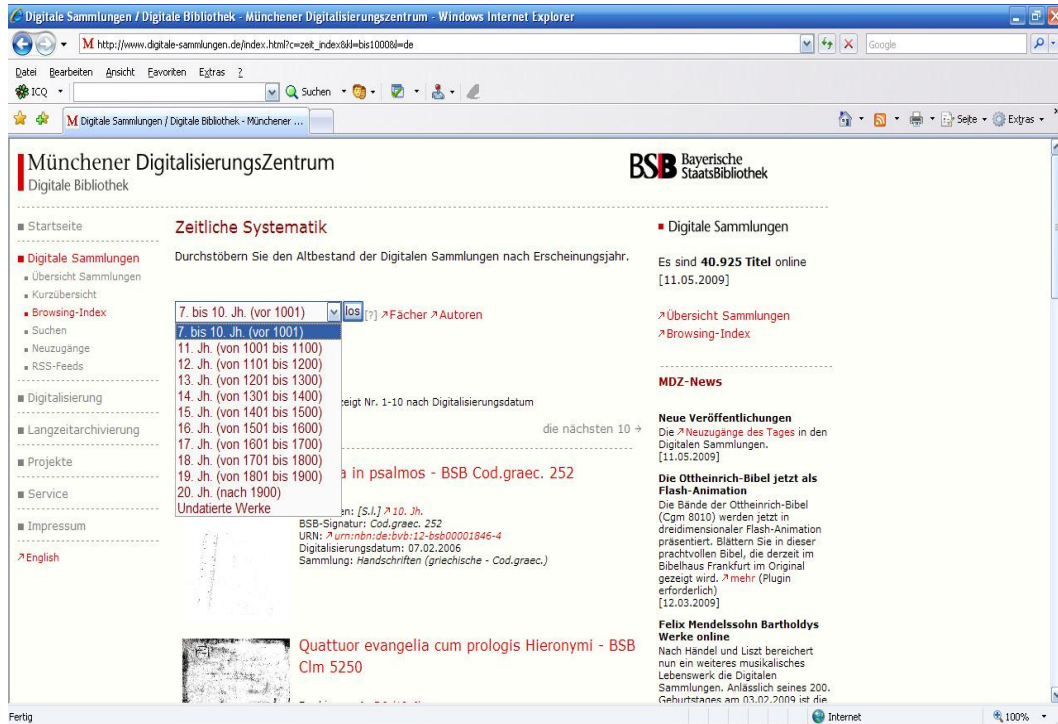 Digitale Sammlungen / Digitale Bibliothek - Münchener Digitalisierungszentrum - Windows Internet Explorer
M http://www.digitale-sammlungen.de/index.html?c=zeit_index&kl=bis1000&l=de
Google
Datei Bearbeiten Ansicht Favoriten Extras ?
ICQ
Suchen
M Digitale Sammlungen / Digitale Bibliothek - Münchener ...
Seite
Extras
Münchener DigitalisierungsZentrum
Digitale Bibliothek
BSB Bayerische
StaatsBibliothek
Startseite
Digitale Sammlungen
Übersicht Sammlungen
Kurzübersicht
Browsing-Index
Suchen
Neuzugänge
RSS-Feeds
Digitalisierung
Langzeitarchivierung
Projekte
Service
Impressum
English
Zeitliche Systematik
Durchstöbern Sie den Altbestand der Digitalen Sammlungen nach Erscheinungsjahr.
7. bis 10. Jh. (vor 1001) los [?] Fächer Autoren
7. bis 10. Jh. (vor 1001)
11. Jh. (von 1001 bis 1100)
12. Jh. (von 1101 bis 1200)
13. Jh. (von 1201 bis 1300)
14. Jh. (von 1301 bis 1400)
15. Jh. (von 1401 bis 1500)
16. Jh. (von 1501 bis 1600)
17. Jh. (von 1601 bis 1700)
18. Jh. (von 1701 bis 1800)
19. Jh. (von 1801 bis 1900)
20. Jh. (nach 1900)
Undatierte Werke
zeigt Nr. 1-10 nach Digitalisierungsdatum
die nächsten 10 →
in psalmos - BSB Cod.graec. 252
[S.l.] 10. Jh.
BSB-Signatur: Cod.graec. 252
URN: urn:nbn:de:bvb:12-bsb00001846-4
Digitalisierungsdatum: 07.02.2006
Sammlung: Handschriften (griechische - Cod.graec.)
Quattuor evangelia cum prologis Hieronymi - BSB
Clm 5250
Digitale Sammlungen
Es sind 40.925 Titel online
[11.05.2009]
Übersicht Sammlungen
Browsing-Index
MDZ-News
Neue Veröffentlichungen
Die Neuzugänge des Tages in den
Digitalen Sammlungen.
[11.05.2009]
Die Ottheinrich-Bibel jetzt als
Flash-Animation
Die Bände der Ottheinrich-Bibel
(Cgm 8010) werden jetzt in
dreidimensionaler Flash-Animation
präsentiert. Blättern Sie in dieser
prachtvollen Bibel, die derzeit im
Bibelhaus Frankfurt im Original
gezeigt wird. mehr (Plugin
erforderlich)
[12.03.2009]
Felix Mendelssohn Bartholdys
Werke online
Nach Händel und Liszt bereichert
nun ein weiteres musikalisches
Lebenswerk die Digitalen
Sammlungen. Anlässlich seines 200.
Geburtstages am 03.02.2009 ist die
Fertig
Internet
100%